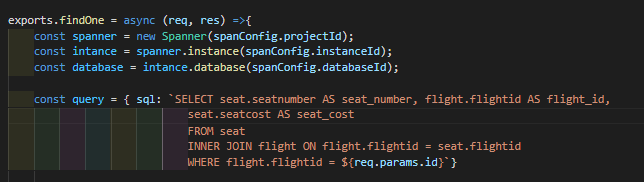 exports.findOne = async (req, res) =>{
const spanner = new Spanner(spanConfig.projectId);
const intance = spanner.instance(spanConfig.instanceId);
const database = intance.database(spanConfig.databaseId);
const query = { sql: `SELECT seat.seatnumber AS seat_number, flight.flightid AS flight_id,
seat.seatcost AS seat_cost
FROM seat
INNER JOIN flight ON flight.flightid = seat.flightid
WHERE flight.flightid = ${req.params.id}`}